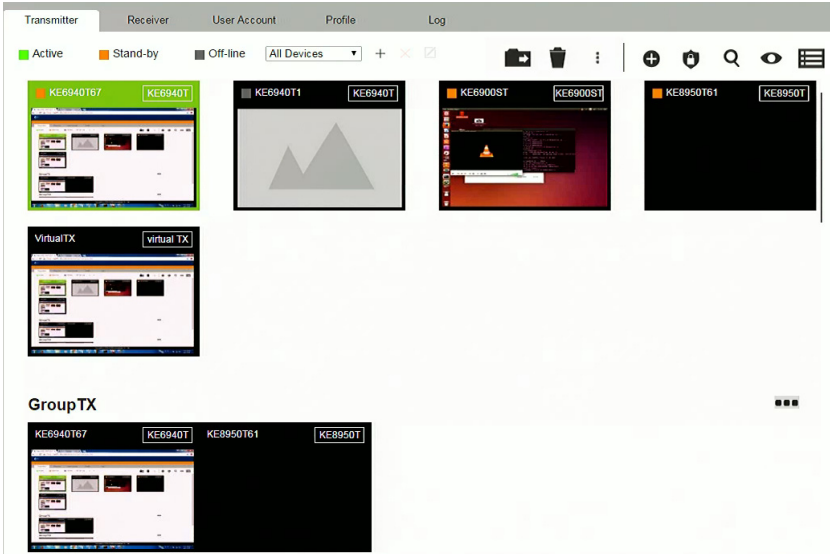 Transmitter Receiver User Account Profile Log
Active Stand-by Off-line All Devices
KE6940T67 KE6940T KE6940T1 KE6940T KE6900ST KE6900ST KE8950T61 KE8950T
VirtualTX virtual TX
GroupTX
KE6940T67 KE6940T KE8950T61 KE8950T